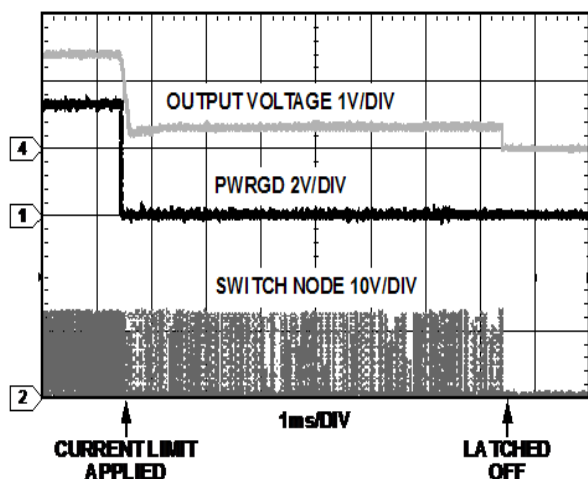 OUTPUT VOLTAGE 1V/DIV
4
PWRGD 2V/DIV
1
SWITCH NODE 10V/DIV
2
1ms/DIV
CURRENT LIMIT
APPLIED
LATCHED
OFF